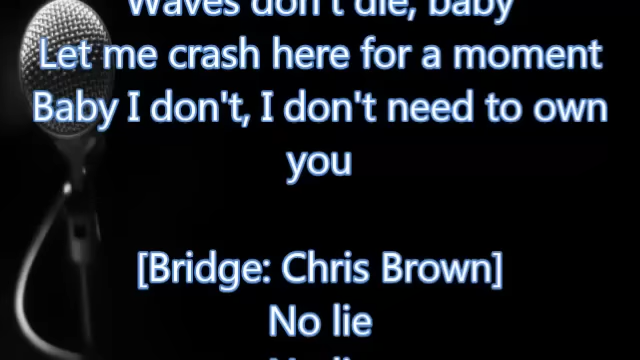 Waves don't die, baby
Let me crash here for a moment
Baby I don't, I don't need to own
you
[Bridge: Chris Brown]
No lie